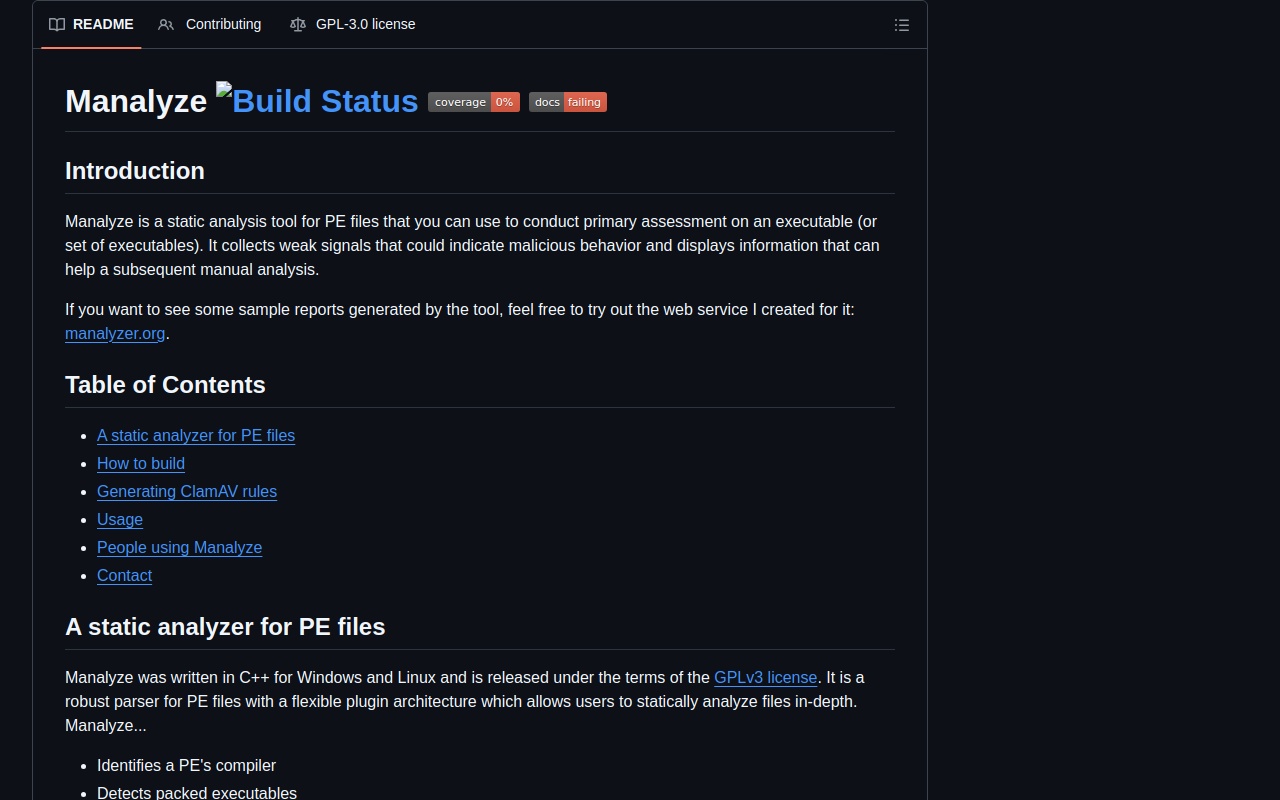 README Contributing GPL-3.0 license
Manalyze Build Status coverage 0% docs failing
Introduction
Manalyze is a static analysis tool for PE files that you can use to conduct primary assessment on an executable (or
set of executables). It collects weak signals that could indicate malicious behavior and displays information that can
help a subsequent manual analysis.
If you want to see some sample reports generated by the tool, feel free to try out the web service I created for it:
manalyzer.org.
Table of Contents
A static analyzer for PE files
How to build
Generating ClamAV rules
Usage
People using Manalyze
Contact
A static analyzer for PE files
Manalyze was written in C++ for Windows and Linux and is released under the terms of the GPLv3 license. It is a
robust parser for PE files with a flexible plugin architecture which allows users to statically analyze files in-depth.
Manalyze...
Identifies a PE's compiler
Detects packed executables